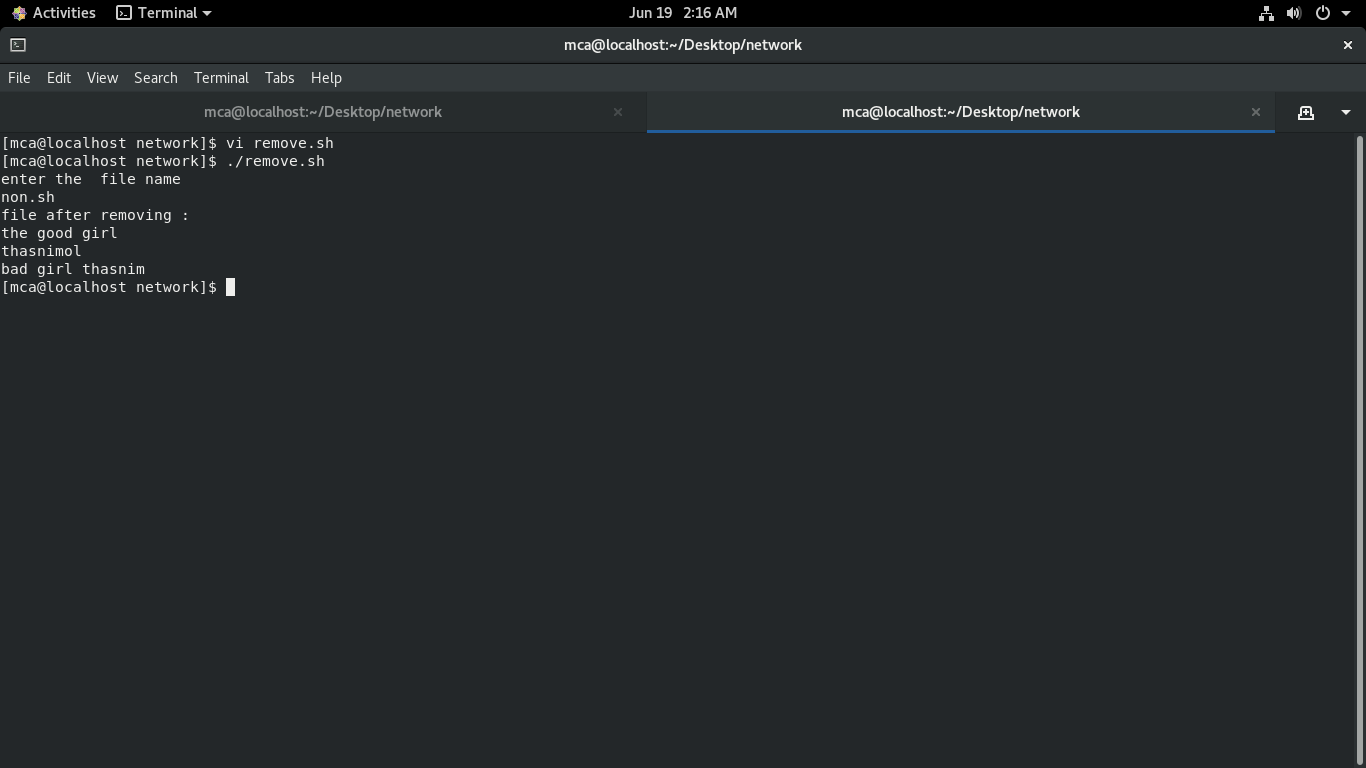 Activities Terminal Jun 19 2:16 AM
mca@localhost:~/Desktop/network
File Edit View Search Terminal Tabs Help
mca@localhost:~/Desktop/network mca@localhost:~/Desktop/network
[mca@localhost network]$ vi remove.sh
[mca@localhost network]$ ./remove.sh
enter the  file name
non.sh
file after removing :
the good girl
thasnimol
bad girl thasnim
[mca@localhost network]$